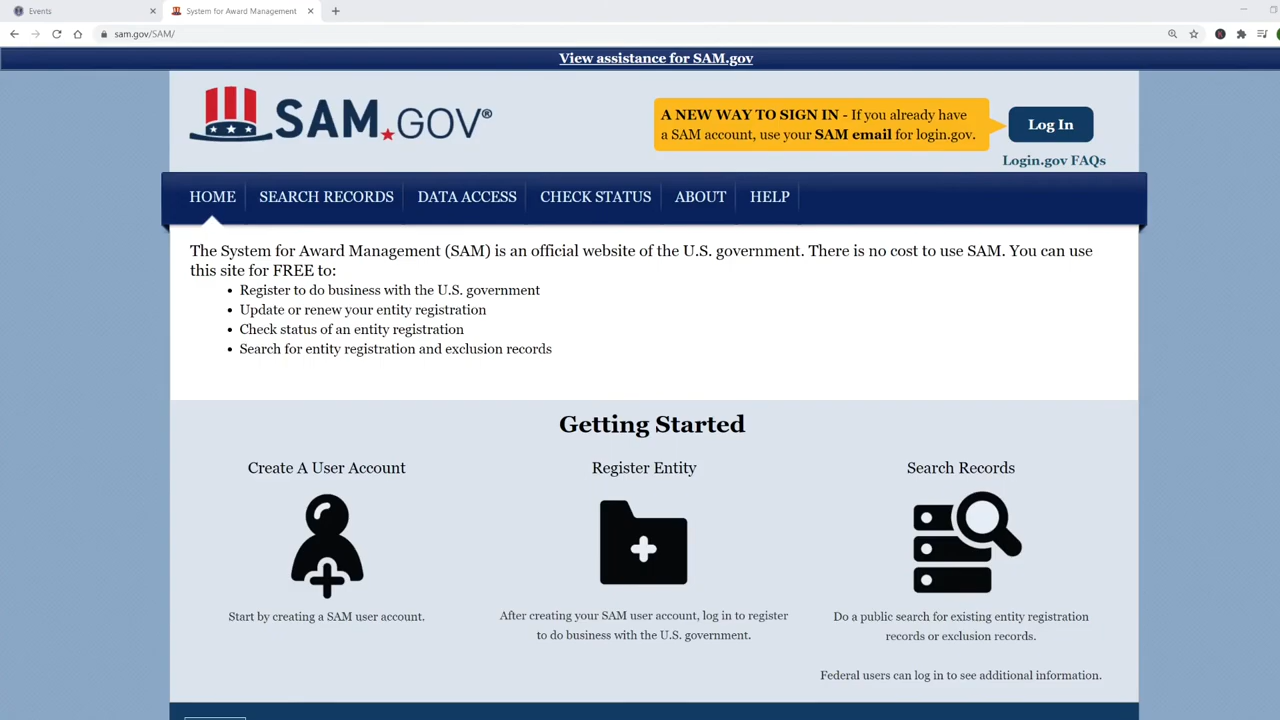 Events
System for Award Management
sam.gov/SAM/
View assistance for SAM.gov
SAM.GOV®
A NEW WAY TO SIGN IN - If you already have
a SAM account, use your SAM email for login.gov.
Log In
Login.gov FAQs
HOME
SEARCH RECORDS
DATA ACCESS
CHECK STATUS
ABOUT
HELP
The System for Award Management (SAM) is an official website of the U.S. government. There is no cost to use SAM. You can use
this site for FREE to:
• Register to do business with the U.S. government
• Update or renew your entity registration
• Check status of an entity registration
• Search for entity registration and exclusion records
Getting Started
Create A User Account
Start by creating a SAM user account.
Register Entity
After creating your SAM user account, log in to register
to do business with the U.S. government.
Search Records
Do a public search for existing entity registration
records or exclusion records.
Federal users can log in to see additional information.